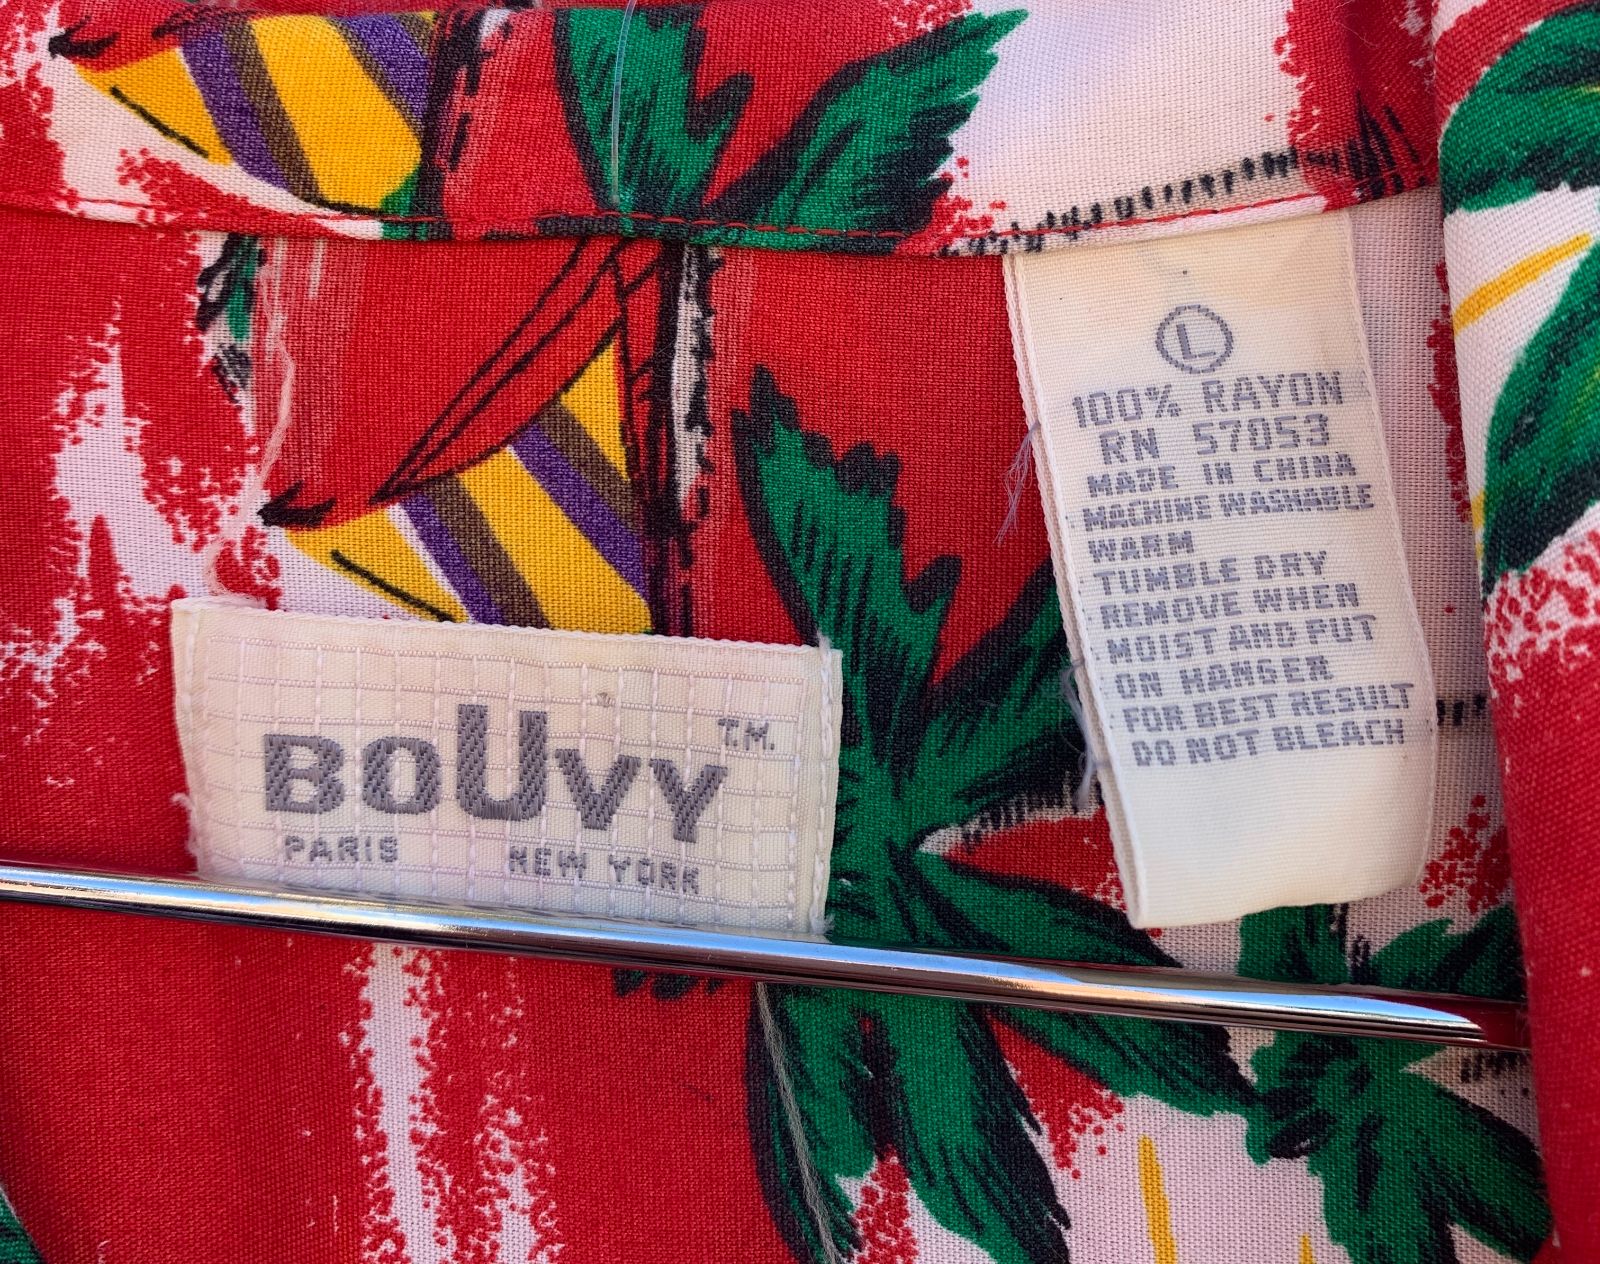 BOUVY T.M.
PARIS NEW YORK
L
100% RAYON
RN 57053
MADE IN CHINA
MACHINE WASHABLE
WARM
TUMBLE DRY
REMOVE WHEN
MOIST AND PUT
ON HANGER
FOR BEST RESULT
DO NOT BLEACH